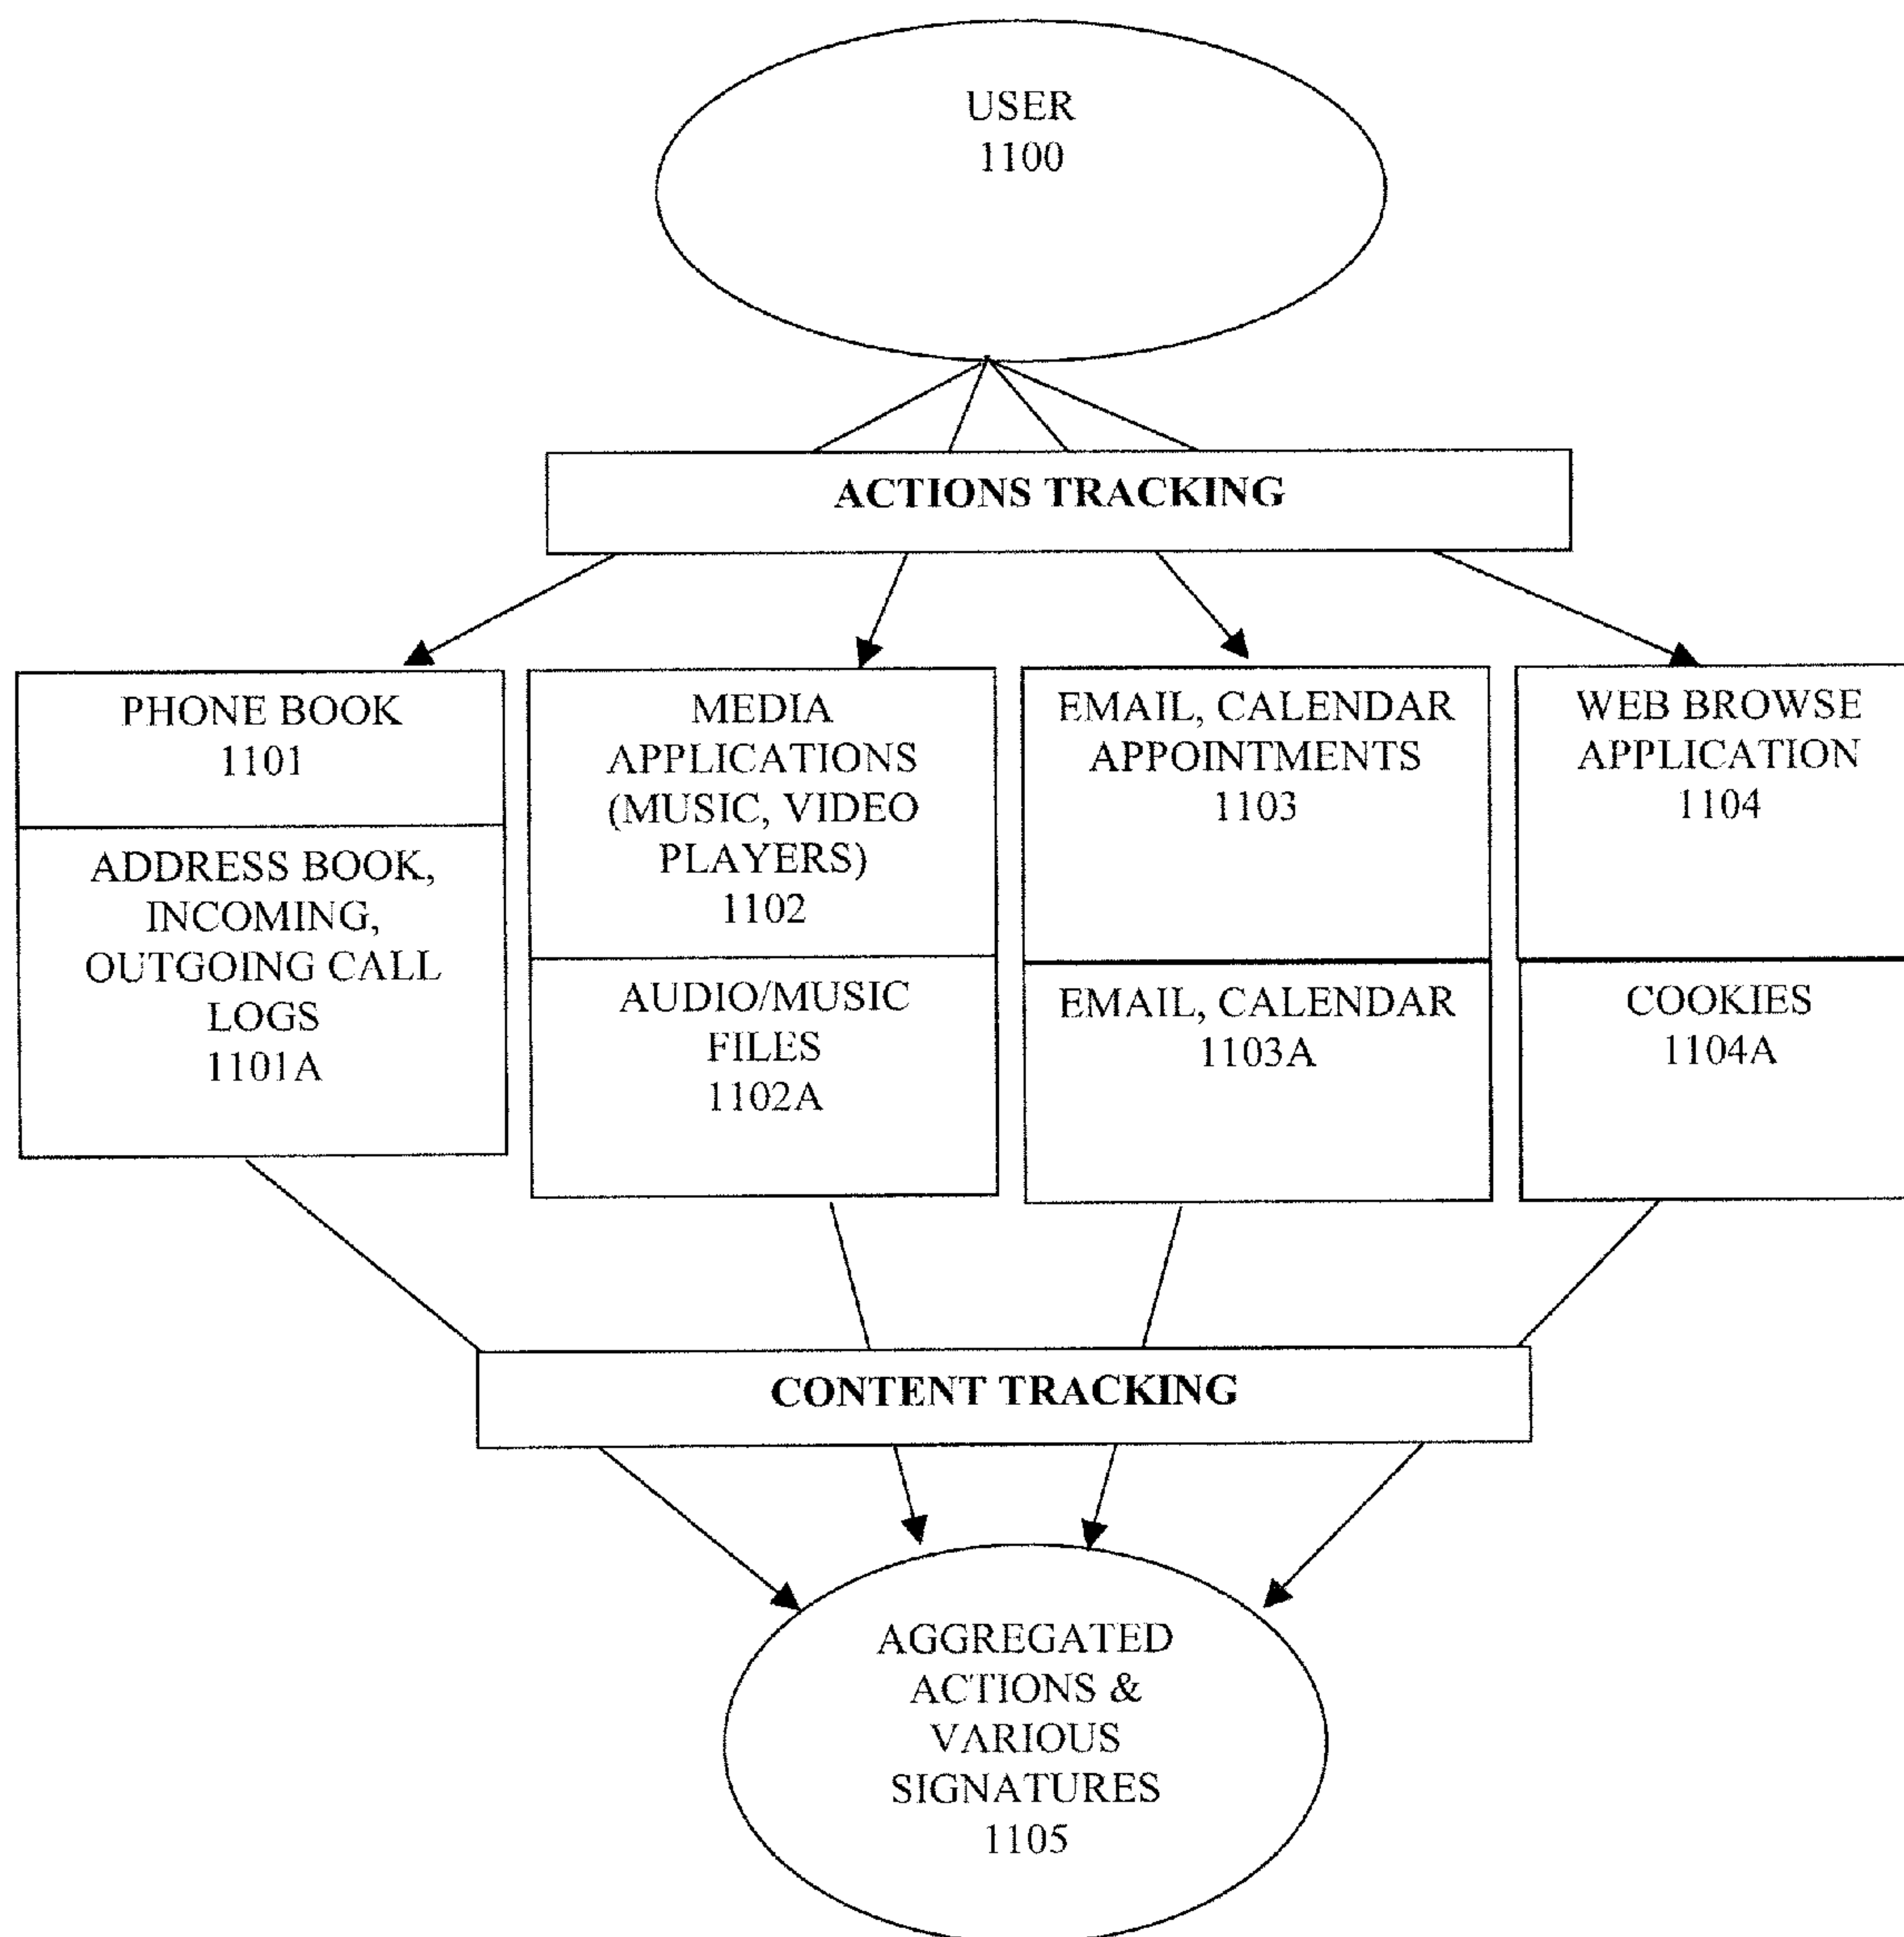 USER
1100
ACTIONS TRACKING
PHONE BOOK
1101
ADDRESS BOOK,
INCOMING,
OUTGOING CALL
LOGS
1101A
MEDIA
APPLICATIONS
(MUSIC, VIDEO
PLAYERS)
1102
AUDIO/MUSIC
FILES
1102A
EMAIL, CALENDAR
APPOINTMENTS
1103
EMAIL, CALENDAR
1103A
WEB BROWSE
APPLICATION
1104
COOKIES
1104A
CONTENT TRACKING
AGGREGATED
ACTIONS &
VARIOUS
SIGNATURES
1105